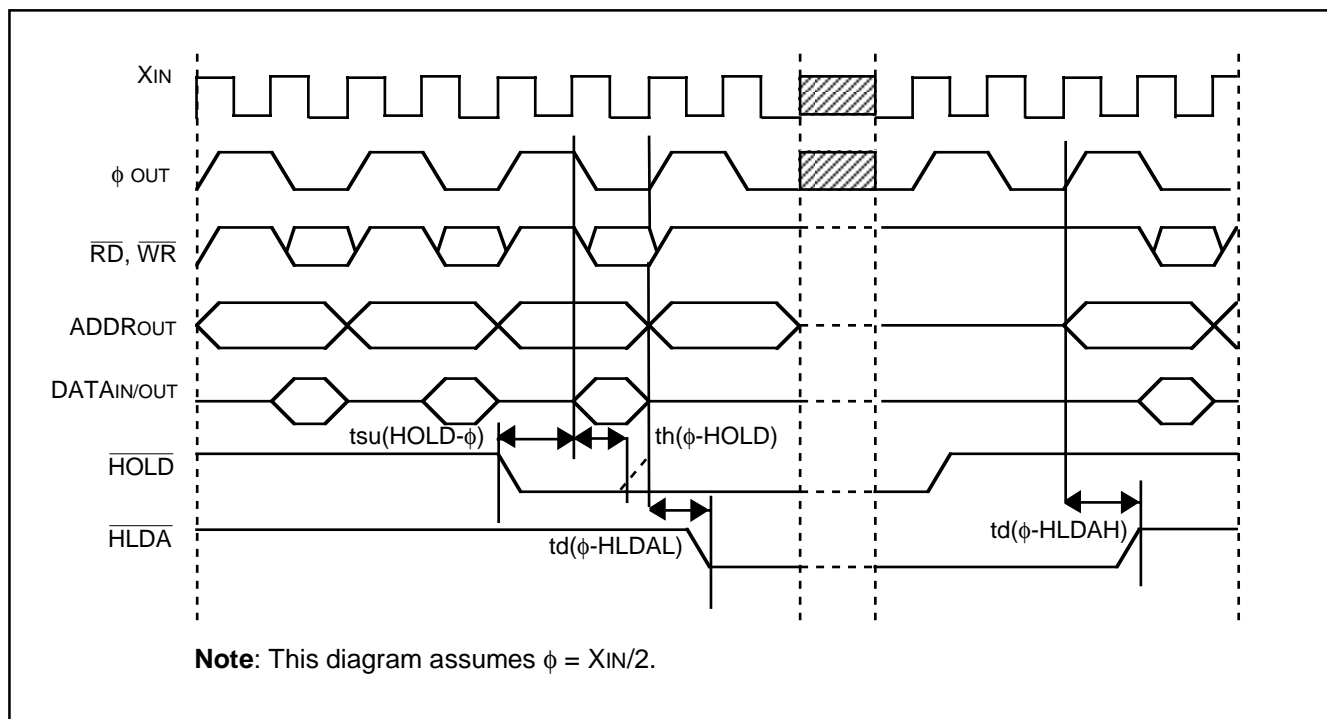 XIN
ϕ OUT
RD, WR
ADDROUT
DATAIN/OUT
tsu(HOLD-ϕ)
th(ϕ-HOLD)
HOLD
HLDA
td(ϕ-HLDAL)
td(ϕ-HLDAH)
Note: This diagram assumes ϕ = XIN/2.